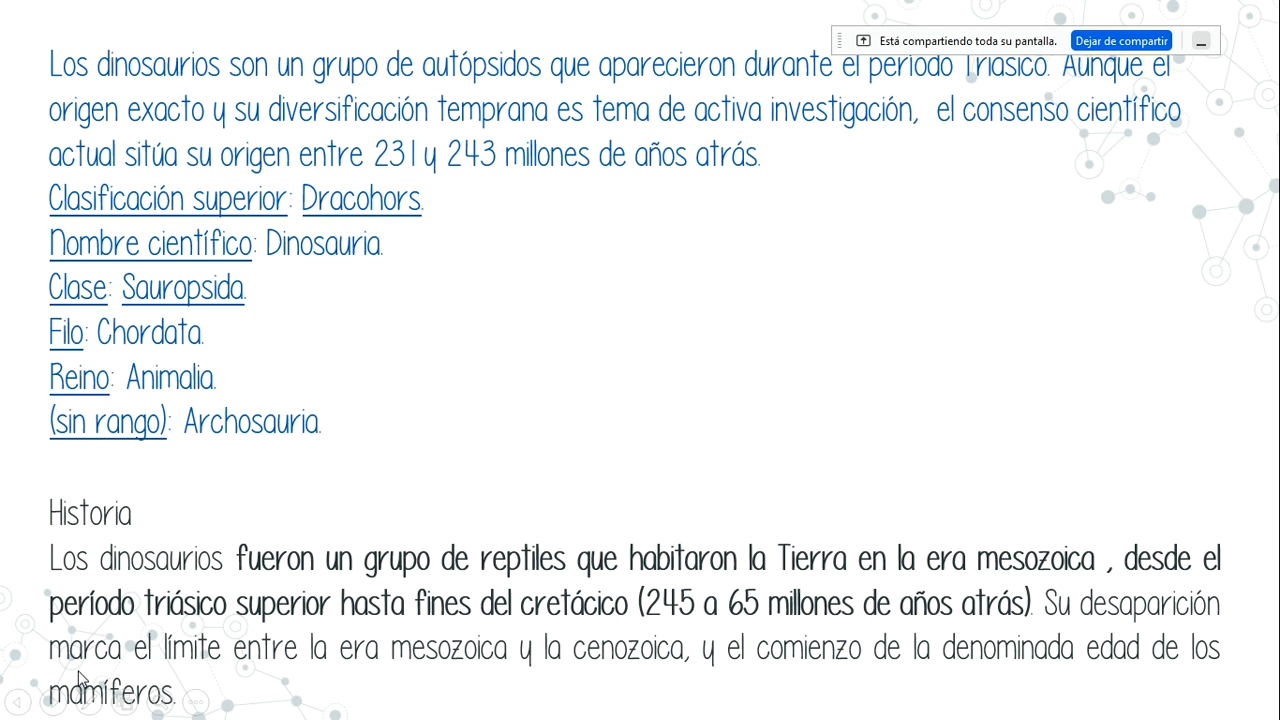 Está compartiendo toda su pantalla. Dejar de compartir
Los dinosaurios son un grupo de autópsidos que aparecieron durante el período Triásico. Aunque el
origen exacto y su diversificación temprana es tema de activa investigación, el consenso científico
actual sitúa su origen entre 231 y 243 millones de años atrás.
Clasificación superior: Dracohors.
Nombre científico: Dinosauria.
Clase: Sauropsida.
Filo: Chordata.
Reino: Animalia.
(sin rango): Archosauria.
Historia
Los dinosaurios fueron un grupo de reptiles que habitaron la Tierra en la era mesozoica , desde el
período triásico superior hasta fines del cretácico (245 a 65 millones de años atrás). Su desaparición
marca el límite entre la era mesozoica y la cenozoica, y el comienzo de la denominada edad de los
mamíferos.